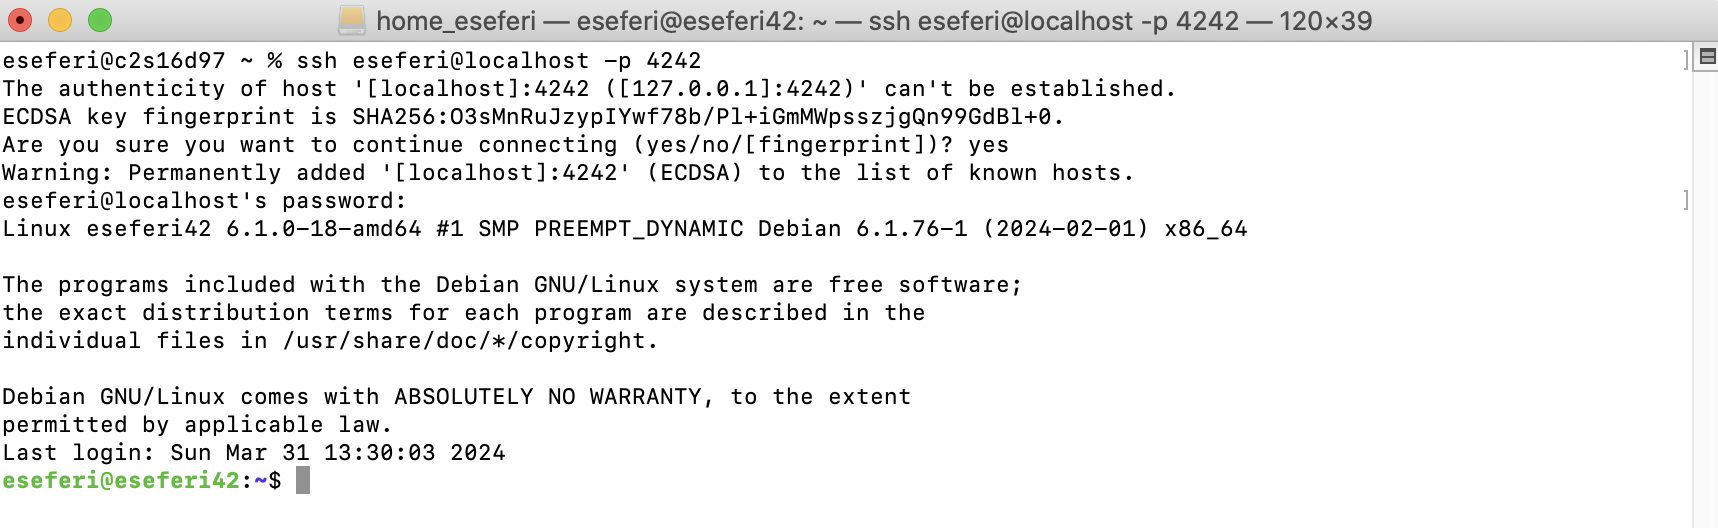 home_eseferi — eseferi@eseferi42: ~ — ssh eseferi@localhost -p 4242 — 120×39
eseferi@c2s16d97 ~ % ssh eseferi@localhost -p 4242
The authenticity of host '[localhost]:4242 ([127.0.0.1]:4242)' can't be established.
ECDSA key fingerprint is SHA256:O3sMnRuJzypIYwf78b/Pl+iGmMWpsszjgQn99GdBl+0.
Are you sure you want to continue connecting (yes/no/[fingerprint])? yes
Warning: Permanently added '[localhost]:4242' (ECDSA) to the list of known hosts.
eseferi@localhost's password:
Linux eseferi42 6.1.0-18-amd64 #1 SMP PREEMPT_DYNAMIC Debian 6.1.76-1 (2024-02-01) x86_64
The programs included with the Debian GNU/Linux system are free software;
the exact distribution terms for each program are described in the
individual files in /usr/share/doc/*/copyright.
Debian GNU/Linux comes with ABSOLUTELY NO WARRANTY, to the extent
permitted by applicable law.
Last login: Sun Mar 31 13:30:03 2024
eseferi@eseferi42:~$